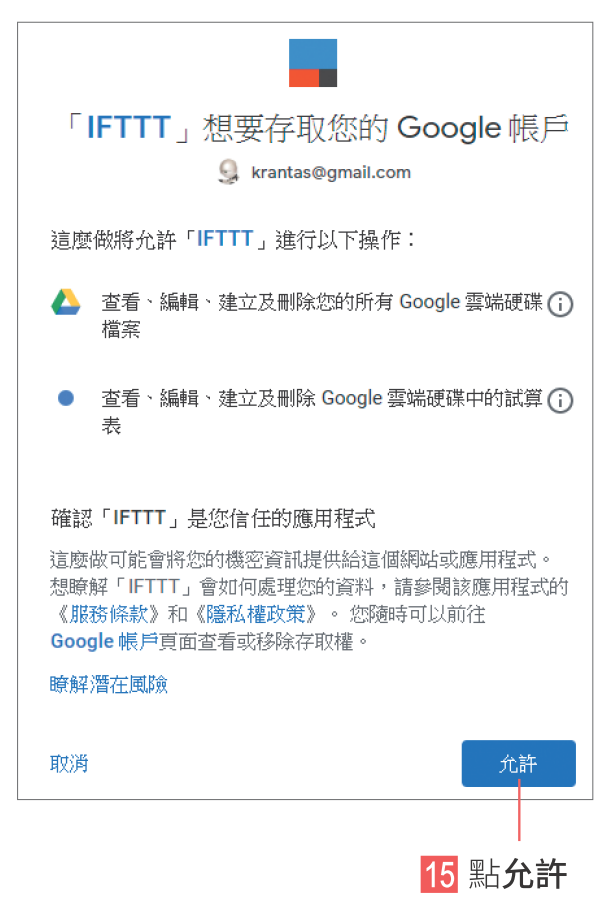 「IFTTT」想要存取您的 Google 帳戶
krantas@gmail.com
這麼做將允許「IFTTT」進行以下操作：
查看、編輯、建立及刪除您的所有 Google 雲端硬碟
檔案
查看、編輯、建立及刪除 Google 雲端硬碟中的試算
表
確認「IFTTT」是您信任的應用程式
這麼做可能會將您的機密資訊提供給這個網站或應用程式。
想瞭解「IFTTT」會如何處理您的資料，請參閱該應用程式的
《服務條款》和《隱私權政策》。您隨時可以前往
Google 帳戶頁面查看或移除存取權。
瞭解潛在風險
取消
允許
15 點允許